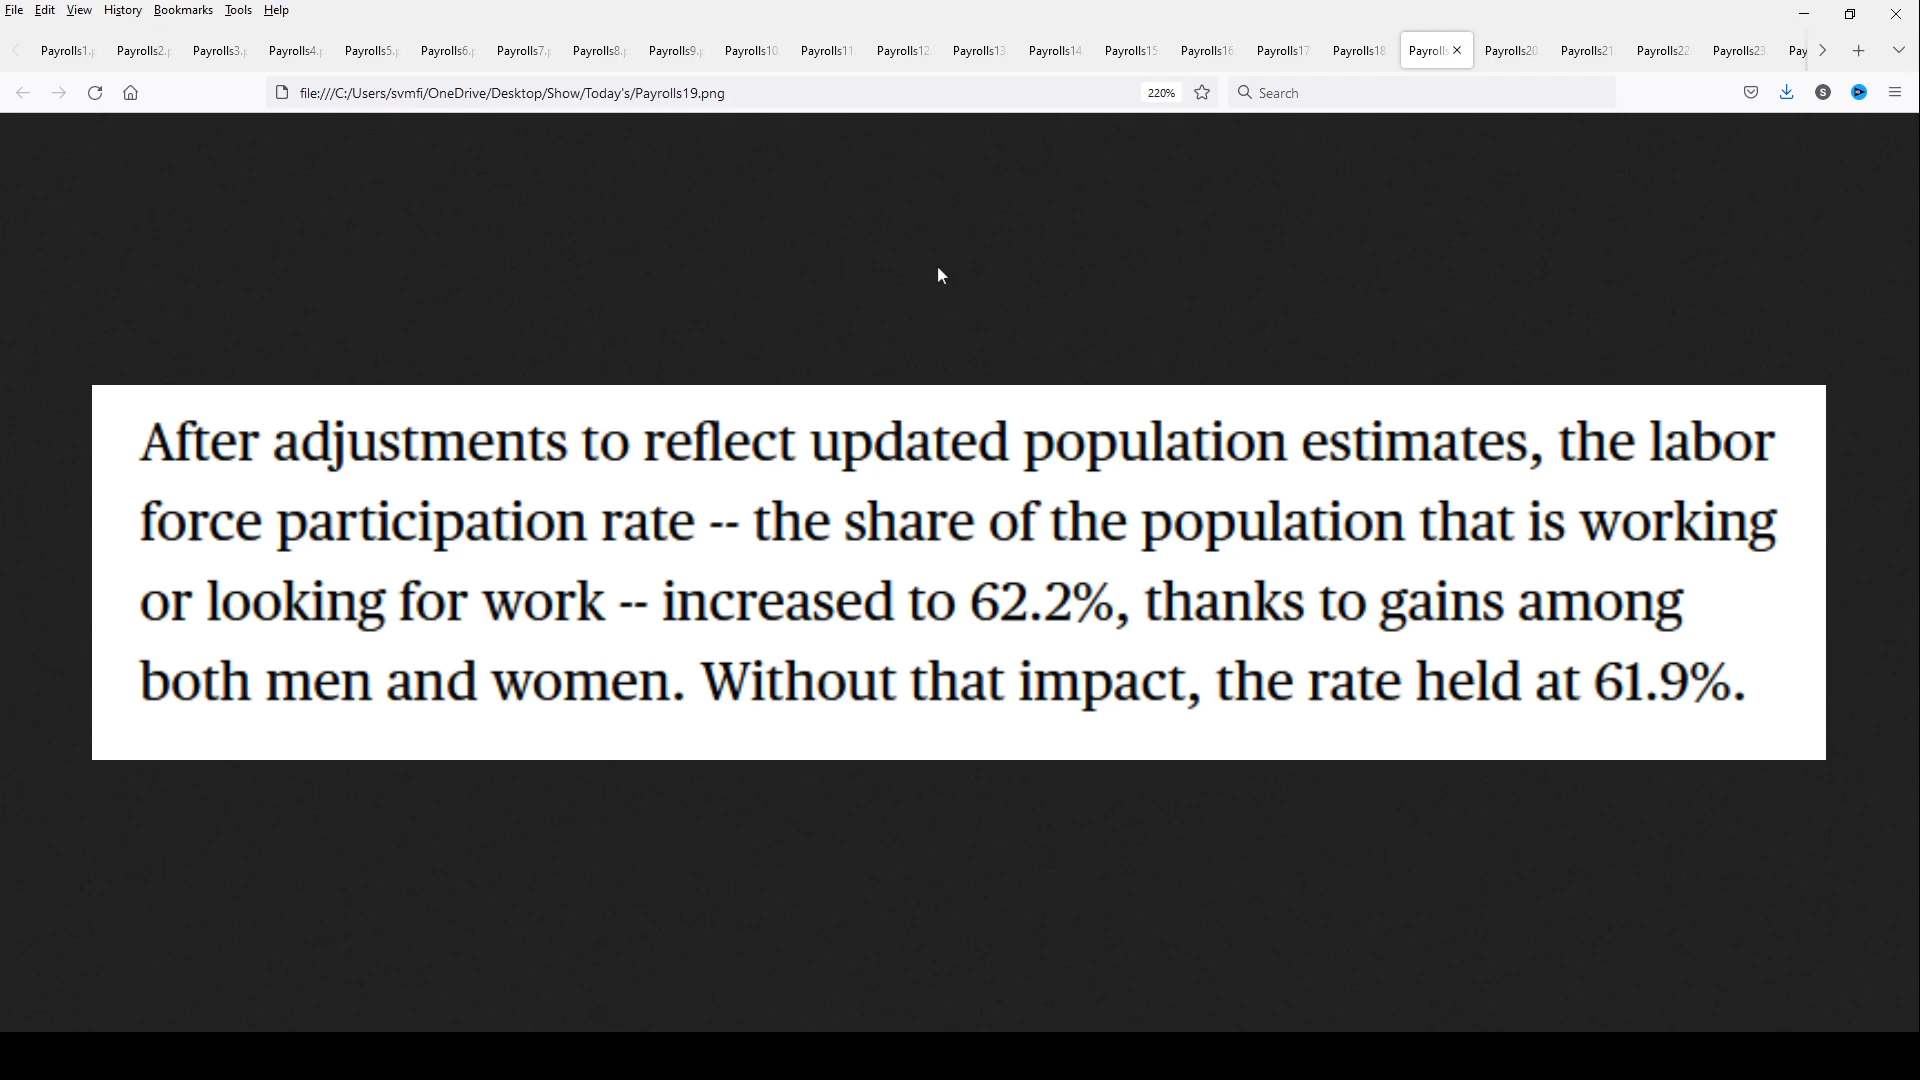 File Edit View History Bookmarks Tools Help
Payrolls1. Payrolls2. Payrolls3. Payrolls4. Payrolls5. Payrolls6. Payrolls7. Payrolls8. Payrolls9. Payrolls10 Payrolls11 Payrolls12 Payrolls13 Payrolls14 Payrolls15 Payrolls16 Payrolls17 Payrolls18 Payrolls Payrolls20 Payrolls21 Payrolls22 Payrolls23 Pay
file:///C:/Users/svmfi/OneDrive/Desktop/Show/Today's/Payrolls19.png 220% Search S
After adjustments to reflect updated population estimates, the labor
force participation rate -- the share of the population that is working
or looking for work -- increased to 62.2%, thanks to gains among
both men and women. Without that impact, the rate held at 61.9%.